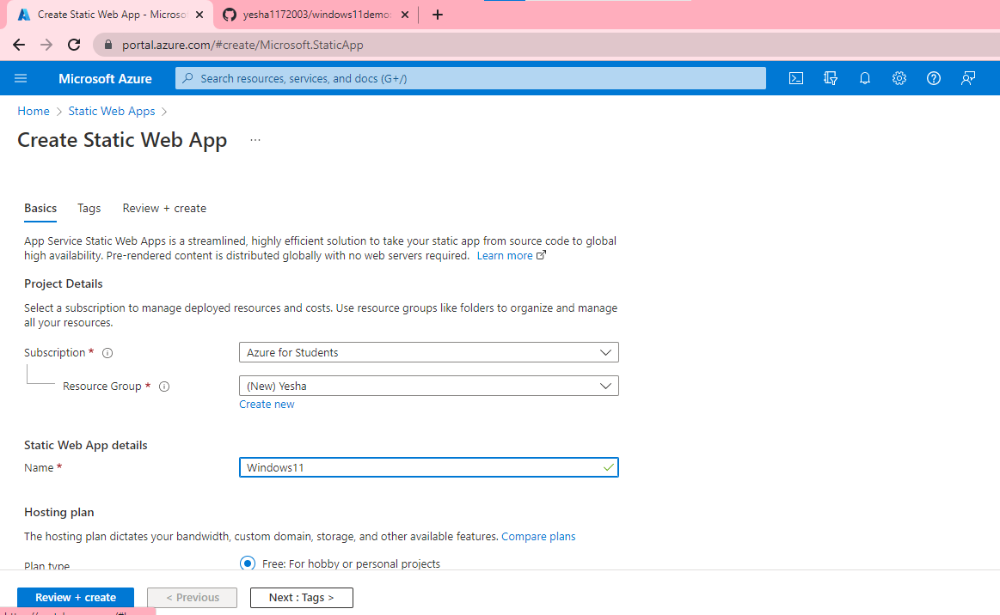 Create Static Web App - Microsof
yesha1172003/windows11demo:
portal.azure.com/#create/Microsoft.StaticApp
Microsoft Azure
Search resources, services, and docs (G+/)
Home > Static Web Apps >
Create Static Web App ...
Basics Tags Review + create
App Service Static Web Apps is a streamlined, highly efficient solution to take your static app from source code to global
high availability. Pre-rendered content is distributed globally with no web servers required. Learn more
Project Details
Select a subscription to manage deployed resources and costs. Use resource groups like folders to organize and manage
all your resources.
Subscription * Azure for Students
Resource Group * (New) Yesha
Create new
Static Web App details
Name * Windows11
Hosting plan
The hosting plan dictates your bandwidth, custom domain, storage, and other available features. Compare plans
Plan type Free: For hobby or personal projects
Review + create < Previous Next : Tags >